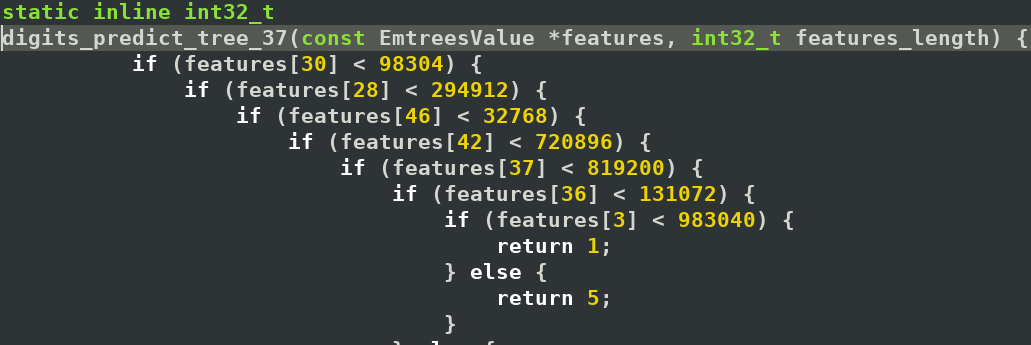 static inline int32_t
digits_predict_tree_37(const EmtreesValue *features, int32_t features_length) {
if (features[30] < 98304) {
if (features[28] < 294912) {
if (features[46] < 32768) {
if (features[42] < 720896) {
if (features[37] < 819200) {
if (features[36] < 131072) {
if (features[3] < 983040) {
return 1;
} else {
return 5;
}
} else {